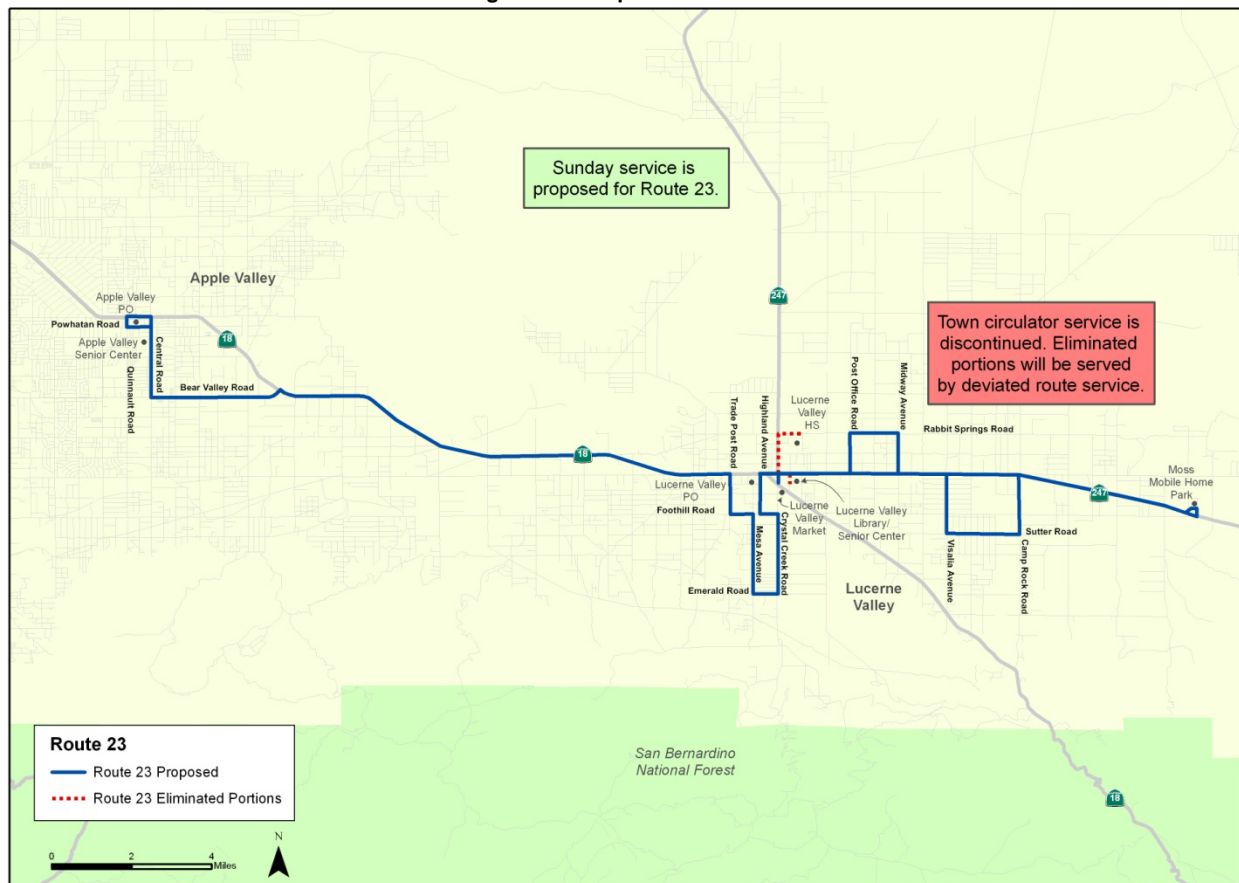 Sunday service is
proposed for Route 23.
247
Town circulator service is
discontinued. Eliminated
portions will be served
by deviated route service.
Apple Valley
Apple Valley
PO
Powhatan Road
18
Apple Valley
Senior Center
Central Road
Quinnault Road
Bear Valley Road
Post Office Road
Midway Avenue
Trade Post Road
Highland Avenue
Lucerne
Valley
HS
Rabbit Springs Road
18
Moss
Mobile Home
Park
Lucerne Valley
PO
247
Foothill Road
Lucerne
Valley
Market
Lucerne Valley
Library/
Senior Center
Sutter Road
Mesa Avenue
Crystal Creek Road
Visalia Avenue
Camp Rock Road
Emerald Road
Lucerne
Valley
San Bernardino
National Forest
18
Route 23
Route 23 Proposed
Route 23 Eliminated Portions
0 2 4
Miles
N